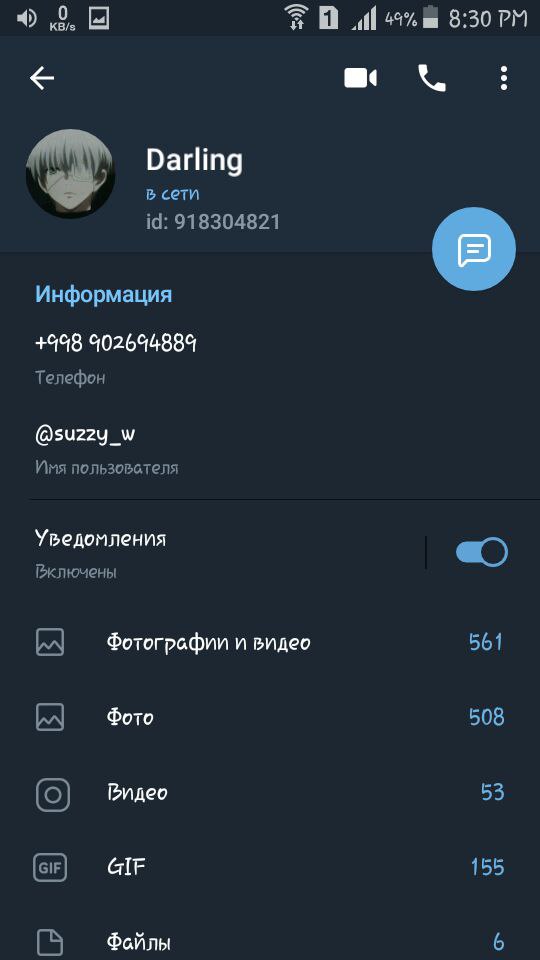 0
KB/s
1
49%
8:30 PM
Darling
в сети
id: 918304821
Информация
+998 902694889
Телефон
@suzzy_w
Имя пользователя
Уведомления
Включены
Фотографии и видео 561
Фото 508
Видео 53
GIF GIF 155
Файлы 6